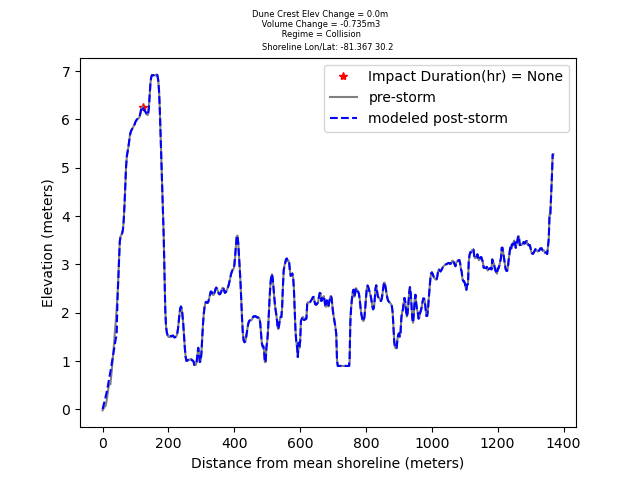 Dune Crest Elev Change = 0.0m
Volume Change = -0.735m3
Regime = Collision
Shoreline Lon/Lat: -81.367 30.2
Impact Duration(hr) = None
pre-storm
modeled post-storm
7
6
5
4
3
2
1
0
Elevation (meters)
0 200 400 600 800 1000 1200 1400
Distance from mean shoreline (meters)